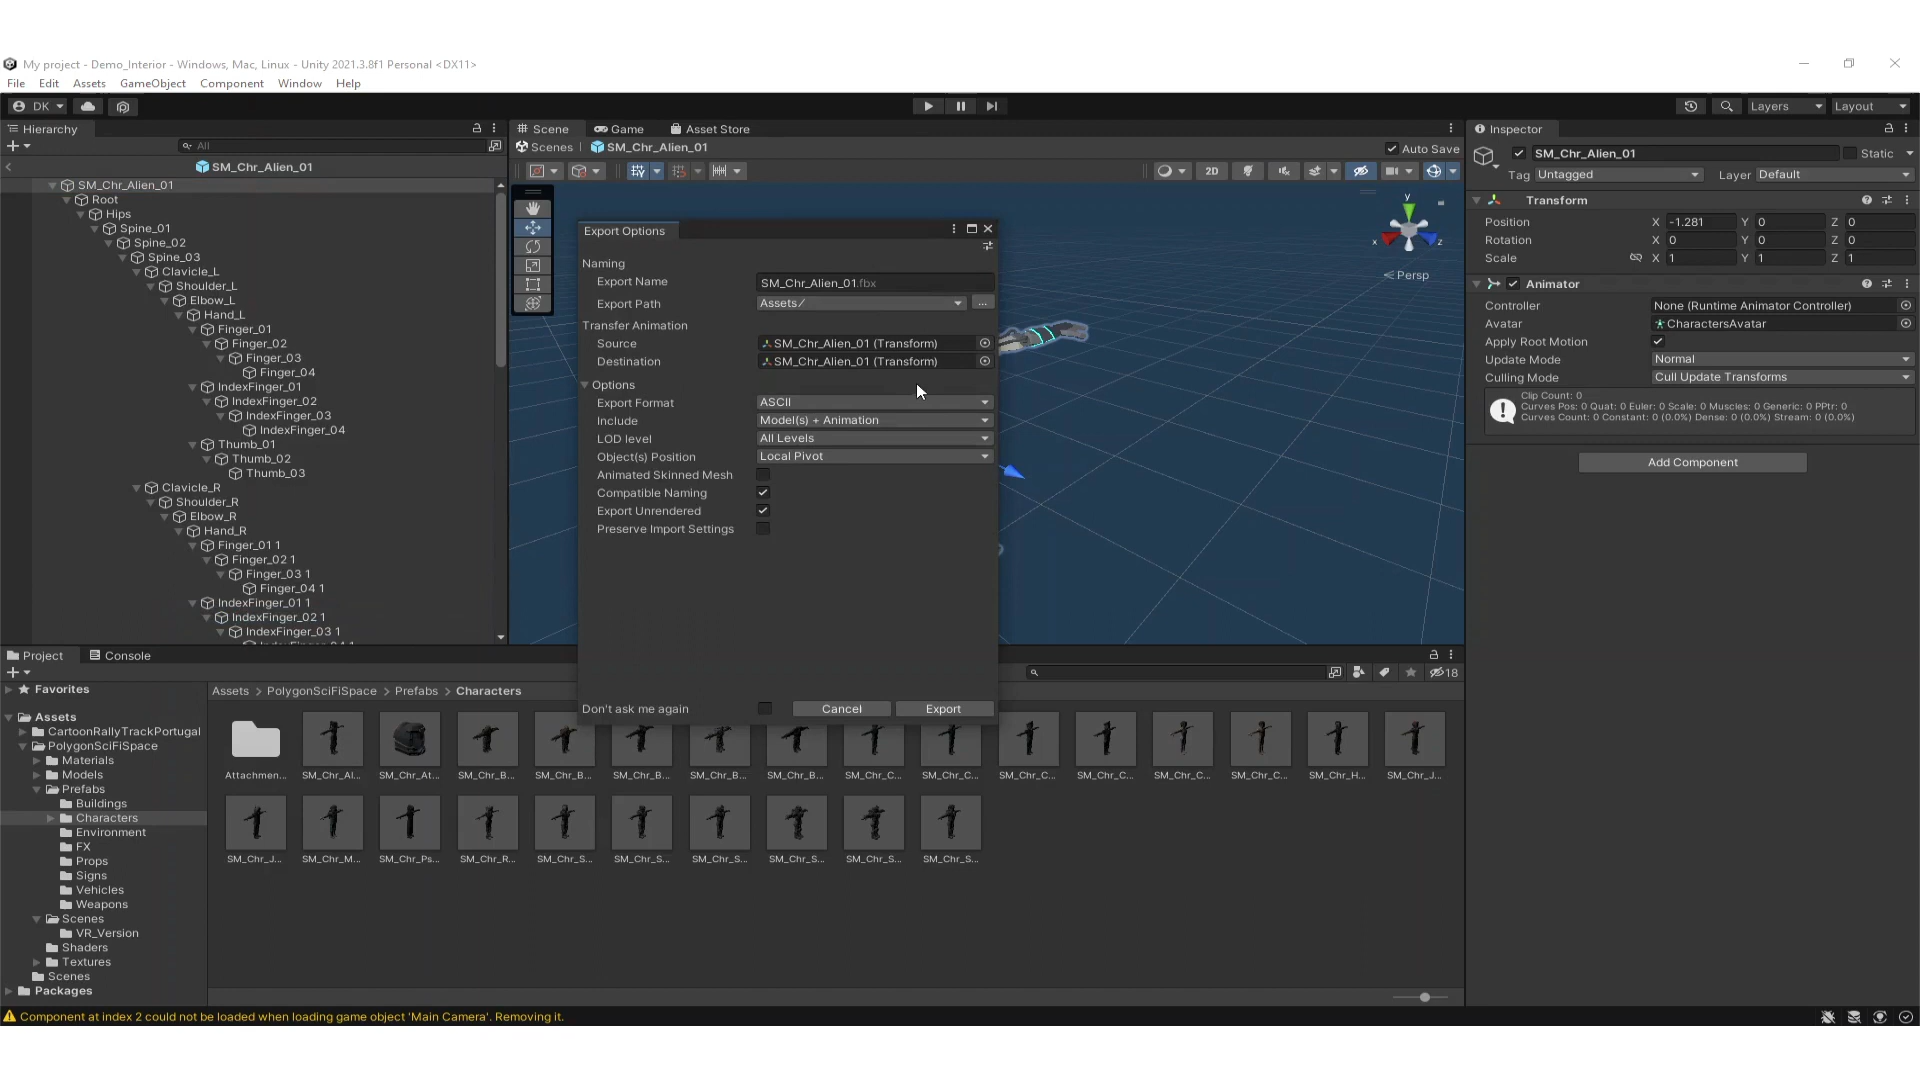 My project - Demo_Interior - Windows, Mac, Linux - Unity 2021.3.8f1 Personal <DX11>
File Edit Assets GameObject Component Window Help
DK
Layers Layout
Hierarchy
All
SM_Chr_Alien_01
SM_Chr_Alien_01
Root
Hips
Spine_01
Spine_02
Spine_03
Clavicle_L
Shoulder_L
Elbow_L
Hand_L
Finger_01
Finger_02
Finger_03
Finger_04
IndexFinger_01
IndexFinger_02
IndexFinger_03
IndexFinger_04
Thumb_01
Thumb_02
Thumb_03
Clavicle_R
Shoulder_R
Elbow_R
Hand_R
Finger_01 1
Finger_02 1
Finger_03 1
Finger_04 1
IndexFinger_01 1
IndexFinger_02 1
IndexFinger_03 1
Scene Game Asset Store
Scenes SM_Chr_Alien_01 Auto Save
2D
y
x z
Persp
Export Options
Naming
Export Name SM_Chr_Alien_01.fbx
Export Path Assets/ ...
Transfer Animation
Source SM_Chr_Alien_01 (Transform)
Destination SM_Chr_Alien_01 (Transform)
Options
Export Format ASCII
Include Model(s) + Animation
LOD level All Levels
Object(s) Position Local Pivot
Animated Skinned Mesh
Compatible Naming
Export Unrendered
Preserve Import Settings
Don't ask me again Cancel Export
Inspector
SM_Chr_Alien_01 Static
Tag Untagged Layer Default
Transform
Position X -1.281 Y 0 Z 0
Rotation X 0 Y 0 Z 0
Scale X 1 Y 1 Z 1
Animator
Controller None (Runtime Animator Controller)
Avatar CharactersAvatar
Apply Root Motion
Update Mode Normal
Culling Mode Cull Update Transforms
Clip Count: 0
Curves Pos: 0 Quat: 0 Euler: 0 Scale: 0 Muscles: 0 Generic: 0 PPtr: 0
Curves Count: 0 Constant: 0 (0.0%) Dense: 0 (0.0%) Stream: 0 (0.0%)
Add Component
Project Console
18
Favorites
Assets
CartoonRallyTrackPortugal
PolygonSciFiSpace
Materials
Models
Prefabs
Buildings
Characters
Environment
FX
Props
Signs
Vehicles
Weapons
Scenes
VR_Version
Shaders
Textures
Scenes
Packages
Assets > PolygonSciFiSpace > Prefabs > Characters
Attachmen... SM_Chr_Al... SM_Chr_At... SM_Chr_B... SM_Chr_B... SM_Chr_B... SM_Chr_B... SM_Chr_B... SM_Chr_C... SM_Chr_C... SM_Chr_C... SM_Chr_C... SM_Chr_C... SM_Chr_C... SM_Chr_H... SM_Chr_J...
SM_Chr_J... SM_Chr_M... SM_Chr_Ps... SM_Chr_R... SM_Chr_S... SM_Chr_S... SM_Chr_S... SM_Chr_S... SM_Chr_S... SM_Chr_S...
Component at index 2 could not be loaded when loading game object 'Main Camera'. Removing it.